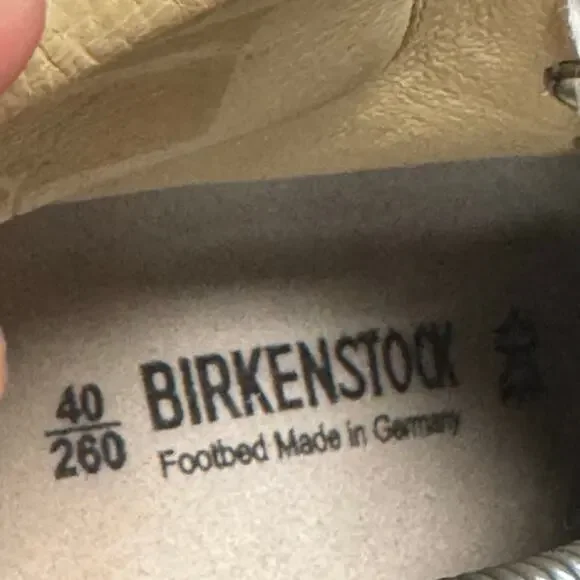 40
260
BIRKENSTOCK
Footbed Made in Germany